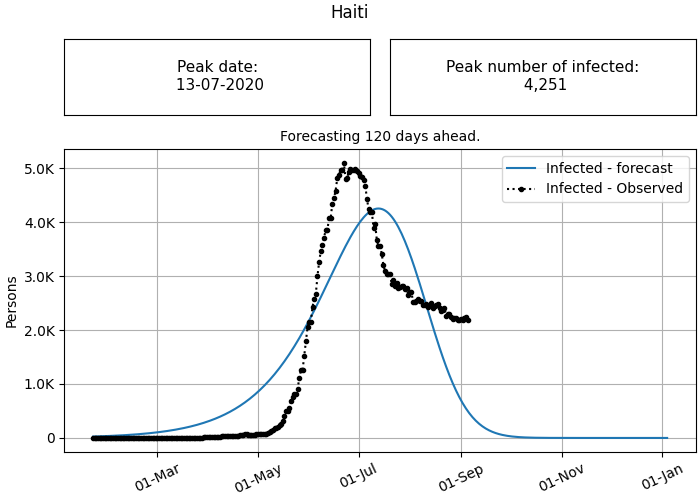 Haiti
Peak date:
13-07-2020
Peak number of infected:
4,251
Forecasting 120 days ahead.
Infected - forecast
Infected - Observed
Persons
5.0K
4.0K
3.0K
2.0K
1.0K
0
01-Mar
01-May
01-Jul
01-Sep
01-Nov
01-Jan